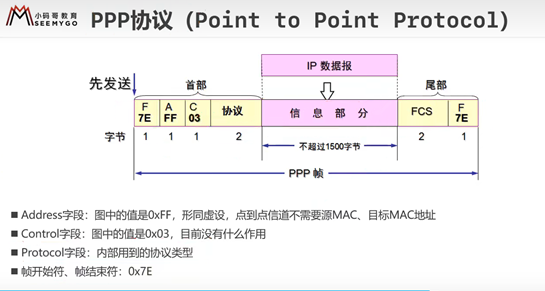 小码哥教育
SEEMYGO
PPP协议（Point to Point Protocol）
IP 数据报
先发送
首部
尾部
F A C
7E FF 03 协议 信息部分 FCS F 7E
字节 1 1 1 2 不超过1500字节 2 1
PPP 帧
■ Address字段：图中的值是0xFF，形同虚设，点到点信道不需要源MAC、目标MAC地址
■ Control字段：图中的值是0x03，目前没有什么作用
■ Protocol字段：内部用到的协议类型
■ 帧开始符、帧结束符：0x7E